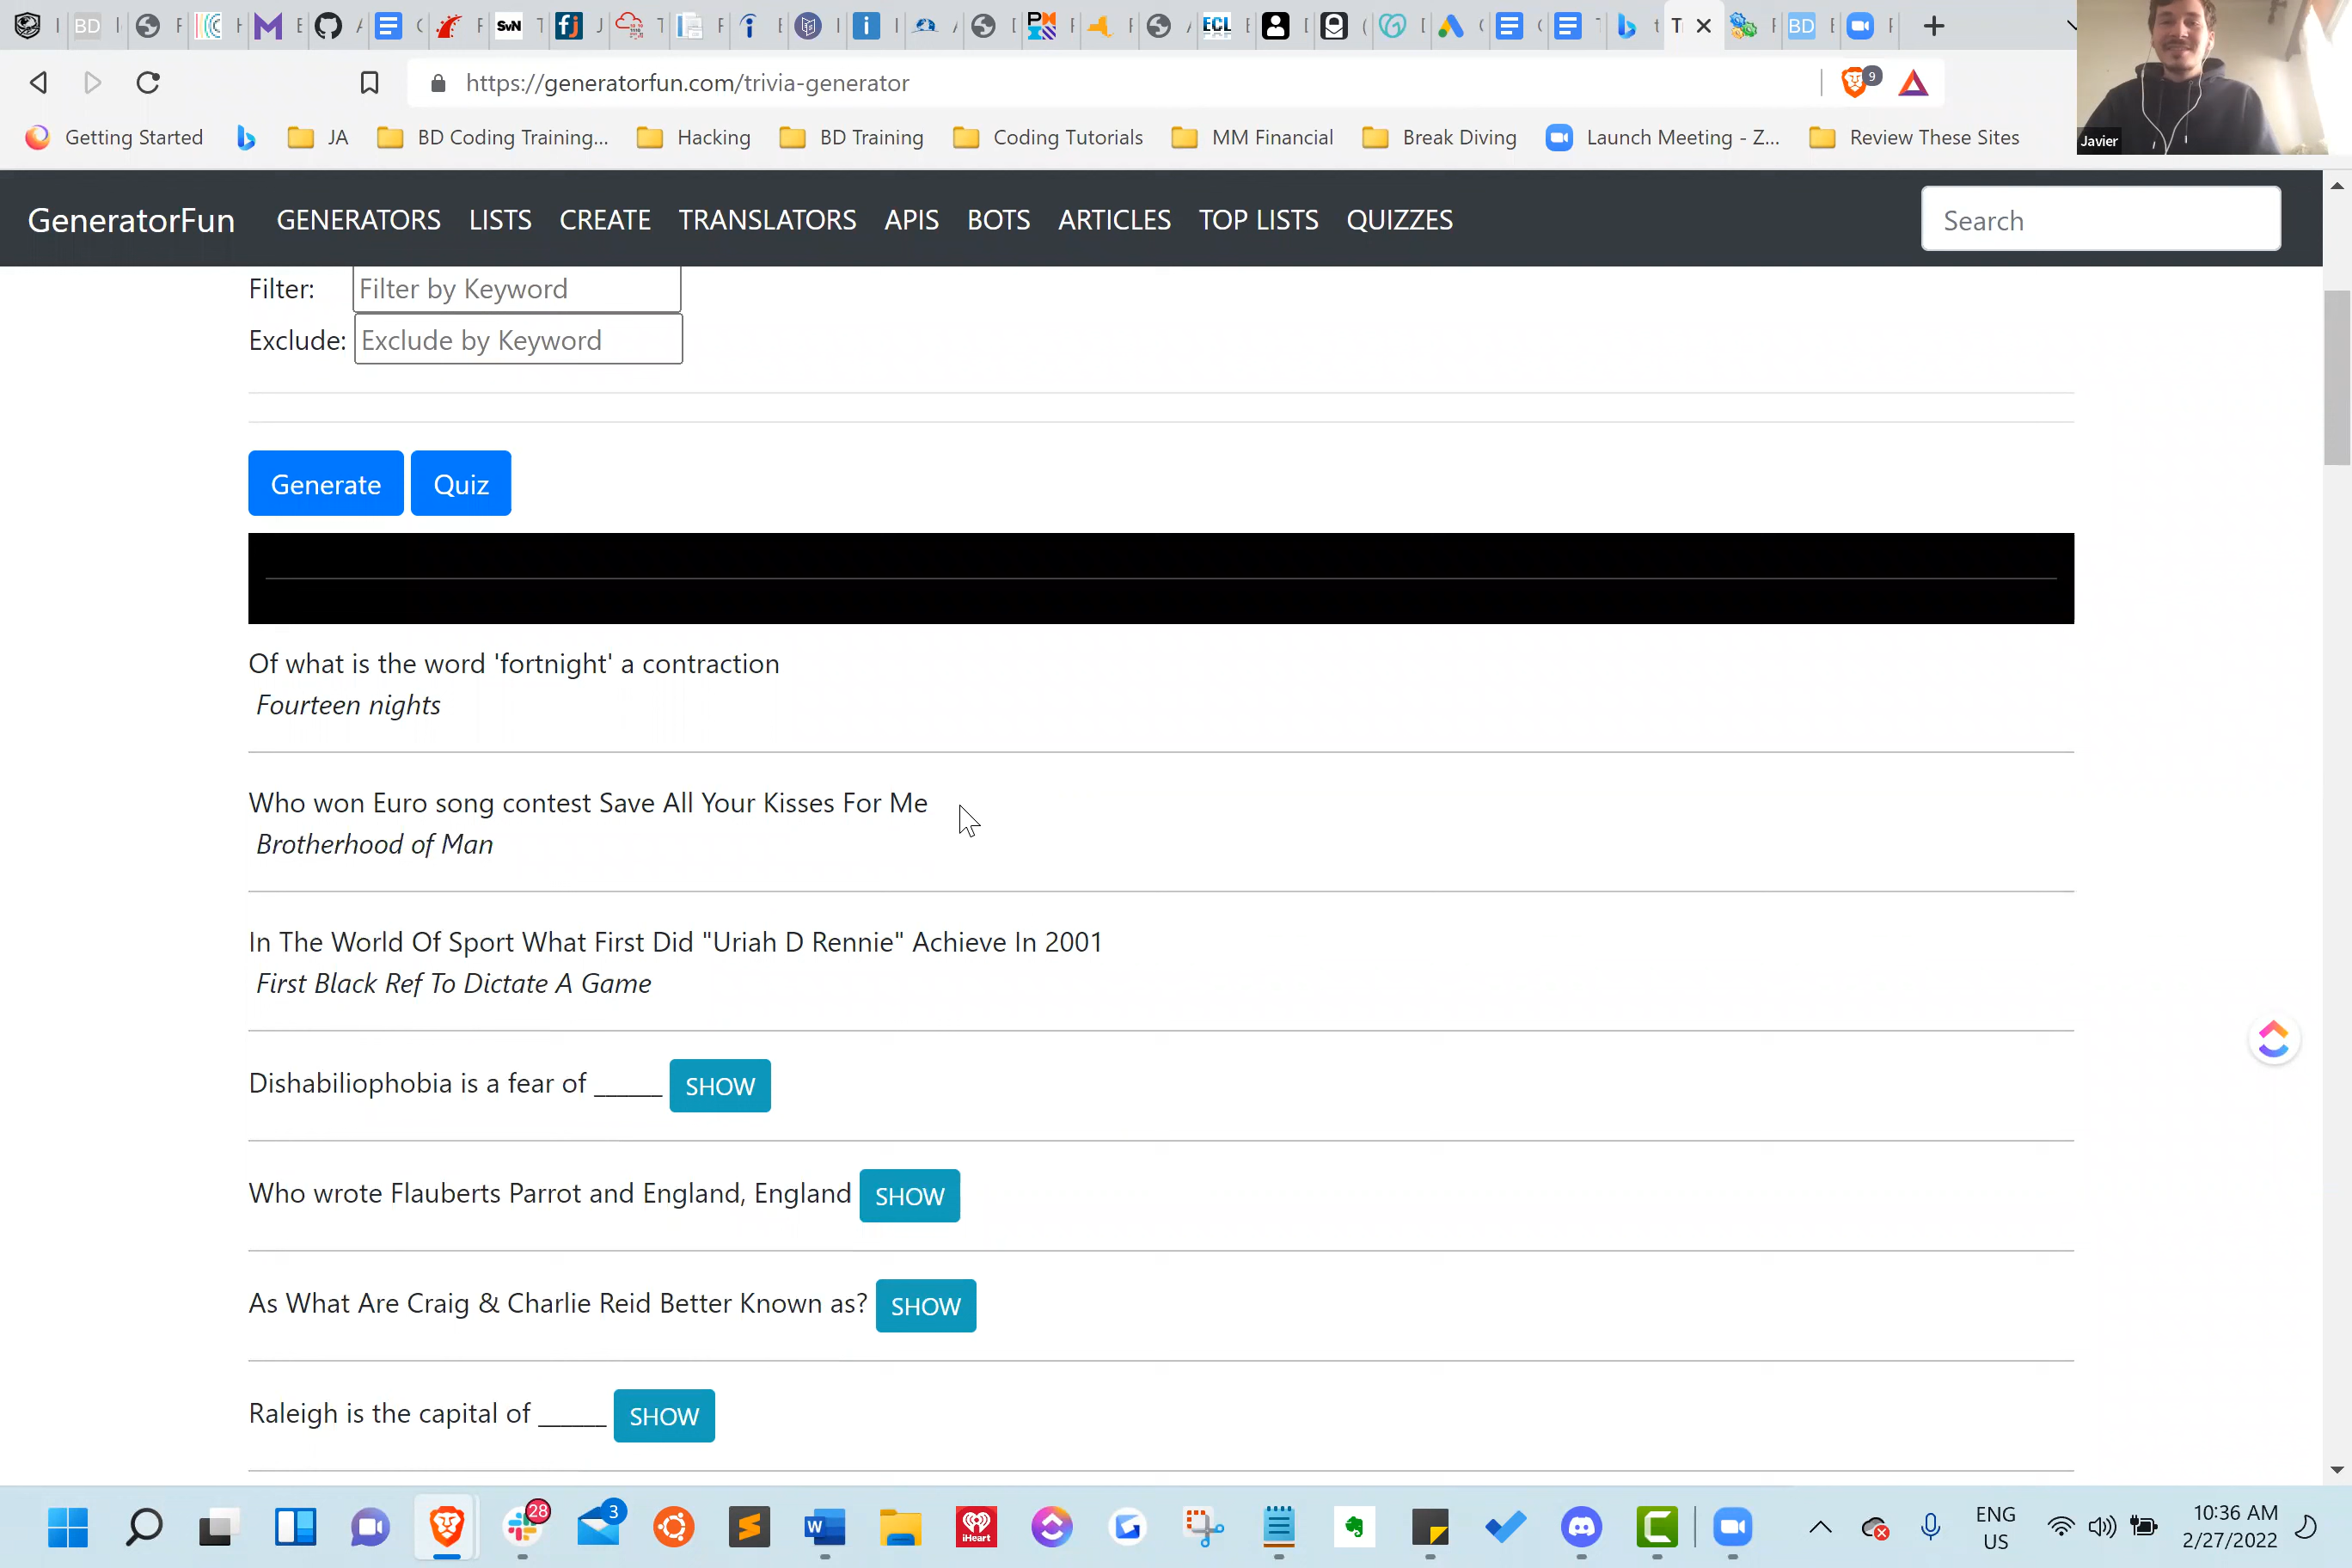 https://generatorfun.com/trivia-generator
9
Getting Started
JA
BD Coding Training...
Hacking
BD Training
Coding Tutorials
MM Financial
Break Diving
Launch Meeting - Z...
Review These Sites
Javier
GeneratorFun
GENERATORS
LISTS
CREATE
TRANSLATORS
APIS
BOTS
ARTICLES
TOP LISTS
QUIZZES
Search
Filter: Filter by Keyword
Exclude: Exclude by Keyword
Generate
Quiz
Of what is the word 'fortnight' a contraction
Fourteen nights
Who won Euro song contest Save All Your Kisses For Me
Brotherhood of Man
In The World Of Sport What First Did "Uriah D Rennie" Achieve In 2001
First Black Ref To Dictate A Game
Dishabiliophobia is a fear of ______ SHOW
Who wrote Flauberts Parrot and England, England SHOW
As What Are Craig & Charlie Reid Better Known as? SHOW
Raleigh is the capital of ______ SHOW
28
3
iHeart
ENG
US
10:36 AM
2/27/2022